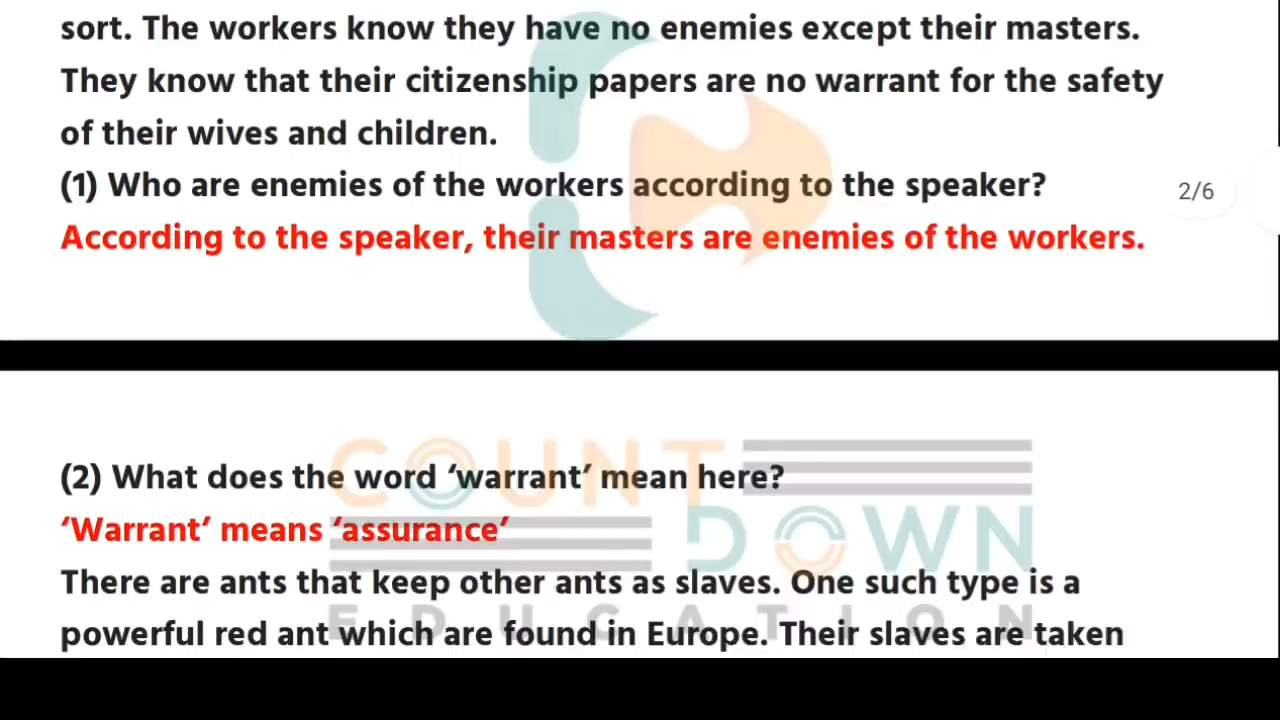 sort. The workers know they have no enemies except their masters.
They know that their citizenship papers are no warrant for the safety
of their wives and children.
(1) Who are enemies of the workers according to the speaker?
2/6
According to the speaker, their masters are enemies of the workers.
(2) What does the word ‘warrant’ mean here?
‘Warrant’ means ‘assurance’
There are ants that keep other ants as slaves. One such type is a
powerful red ant which are found in Europe. Their slaves are taken
COUNT
DOWN
EDUCATION